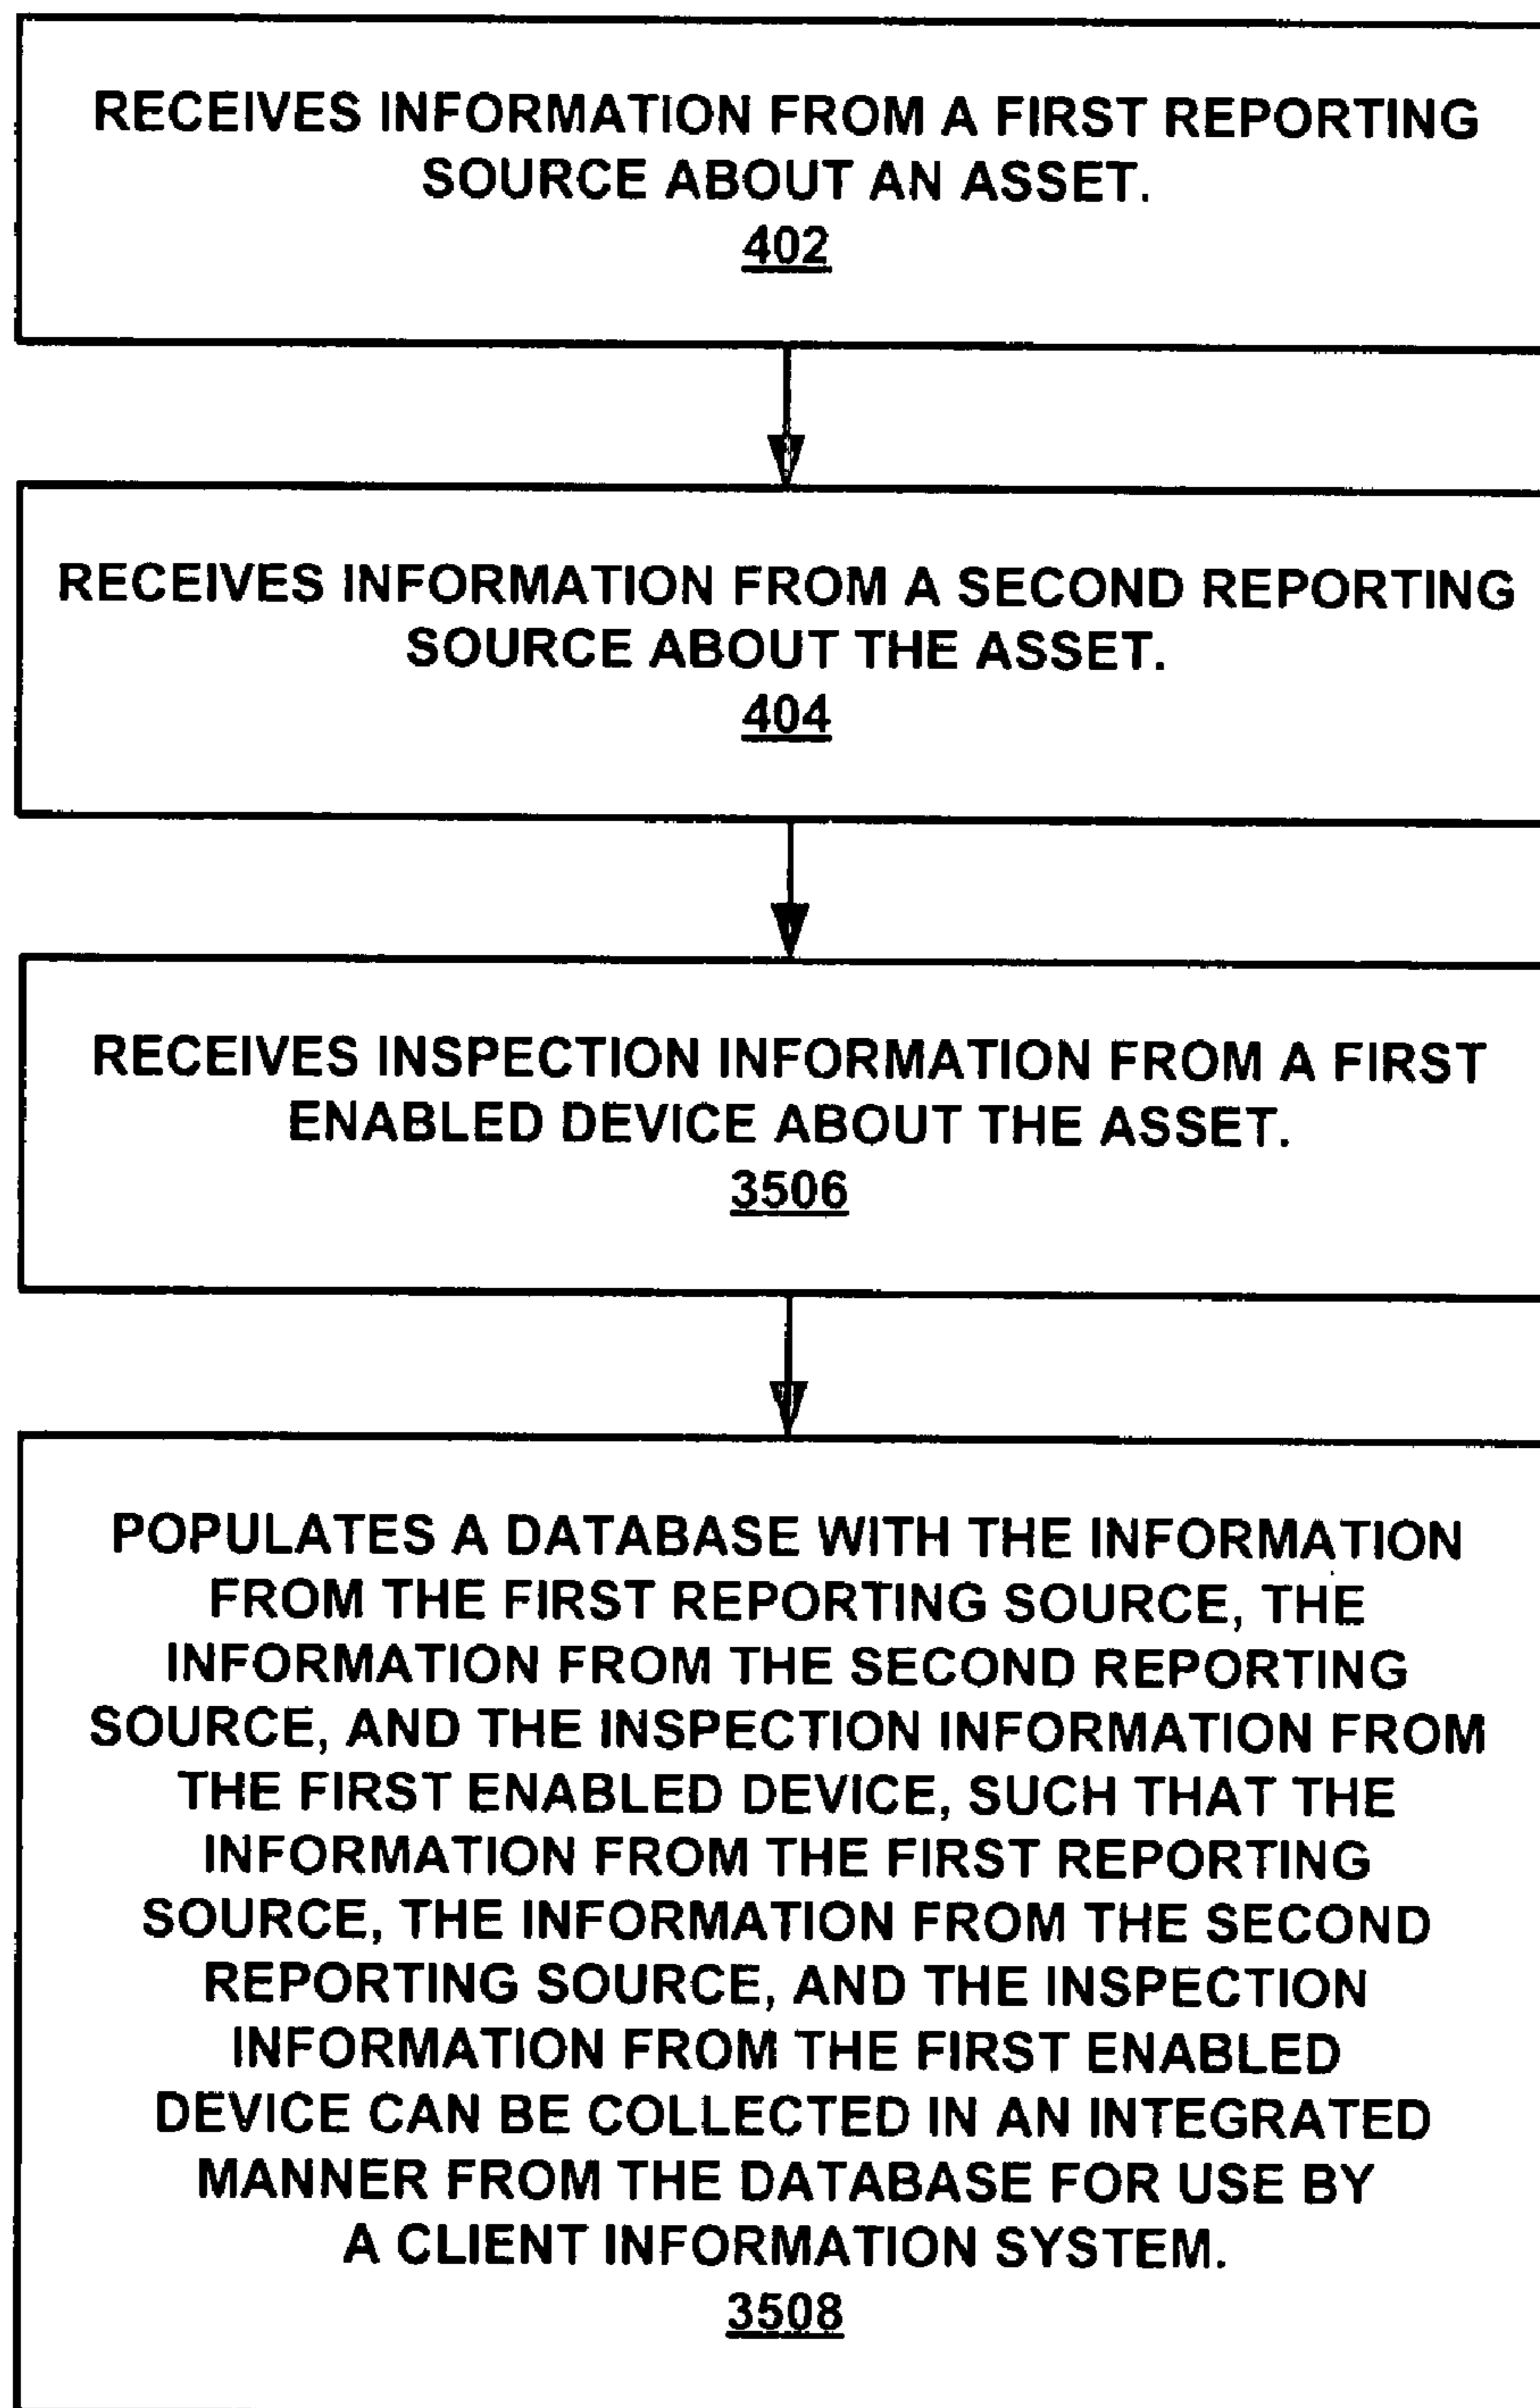 RECEIVES INFORMATION FROM A FIRST REPORTING
SOURCE ABOUT AN ASSET.
402
RECEIVES INFORMATION FROM A SECOND REPORTING
SOURCE ABOUT THE ASSET.
404
RECEIVES INSPECTION INFORMATION FROM A FIRST
ENABLED DEVICE ABOUT THE ASSET.
3506
POPULATES A DATABASE WITH THE INFORMATION
FROM THE FIRST REPORTING SOURCE, THE
INFORMATION FROM THE SECOND REPORTING
SOURCE, AND THE INSPECTION INFORMATION FROM
THE FIRST ENABLED DEVICE, SUCH THAT THE
INFORMATION FROM THE FIRST REPORTING
SOURCE, THE INFORMATION FROM THE SECOND
REPORTING SOURCE, AND THE INSPECTION
INFORMATION FROM THE FIRST ENABLED
DEVICE CAN BE COLLECTED IN AN INTEGRATED
MANNER FROM THE DATABASE FOR USE BY
A CLIENT INFORMATION SYSTEM.
3508